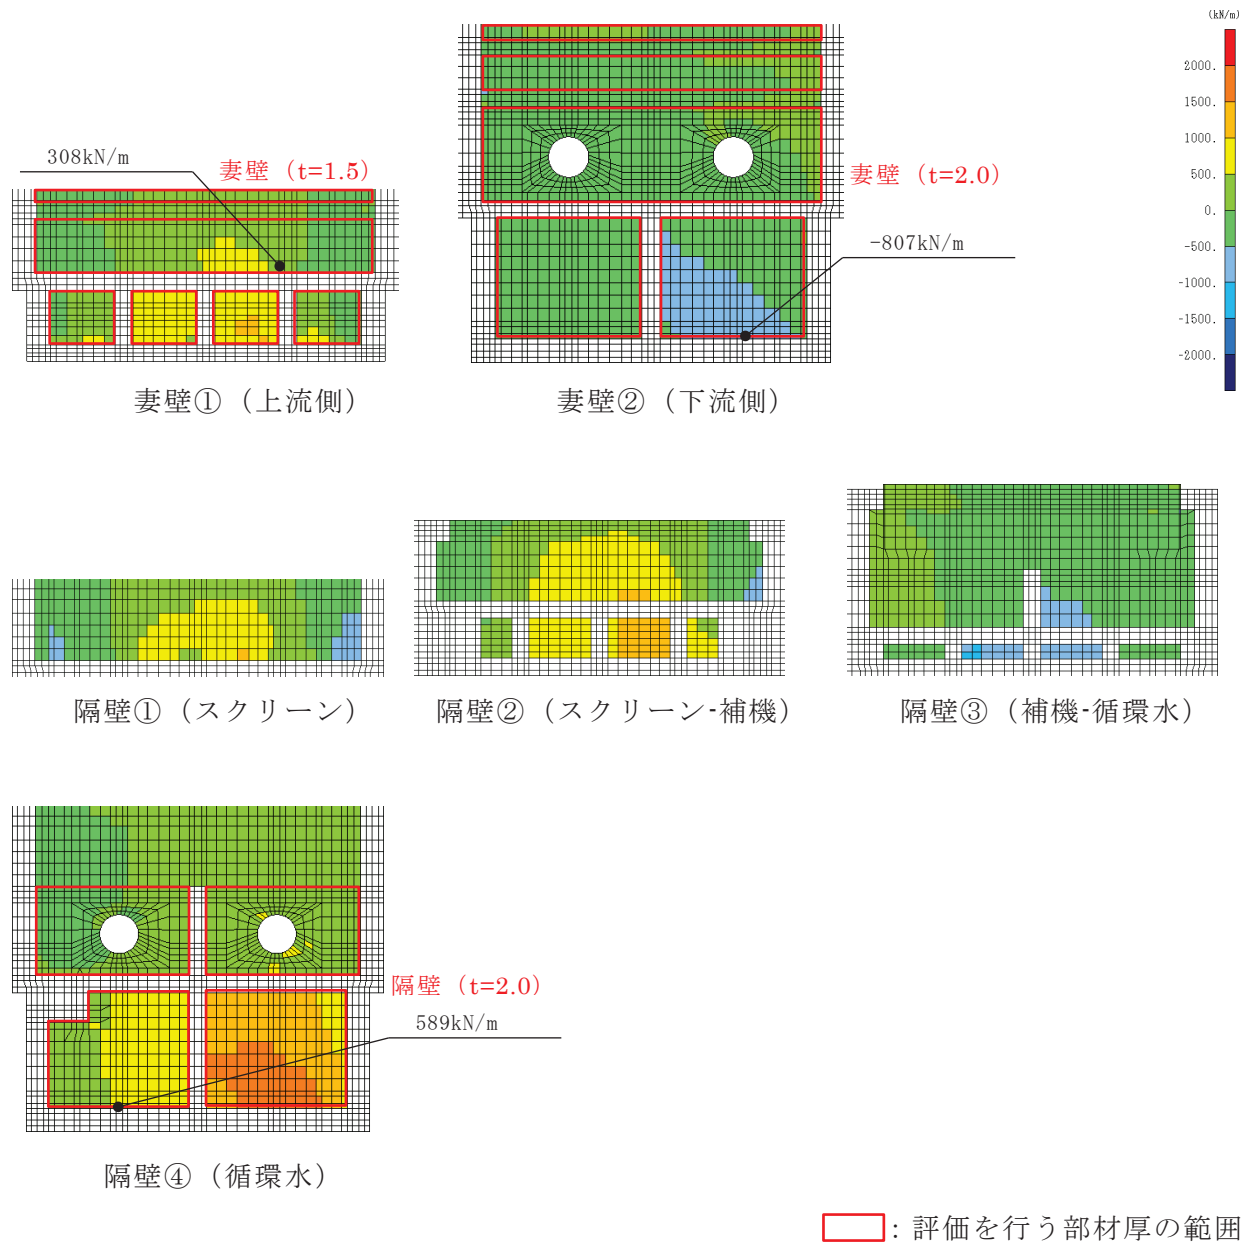 (kN/m)
2000.
1500.
1000.
500.
0.
-500.
-1000.
-1500.
-2000.
308kN/m
妻壁（t=1.5）
妻壁（t=2.0）
-807kN/m
妻壁①（上流側）
妻壁②（下流側）
隔壁①（スクリーン）
隔壁②（スクリーン-補機）
隔壁③（補機-循環水）
隔壁（t=2.0）
589kN/m
隔壁④（循環水）
：評価を行う部材厚の範囲